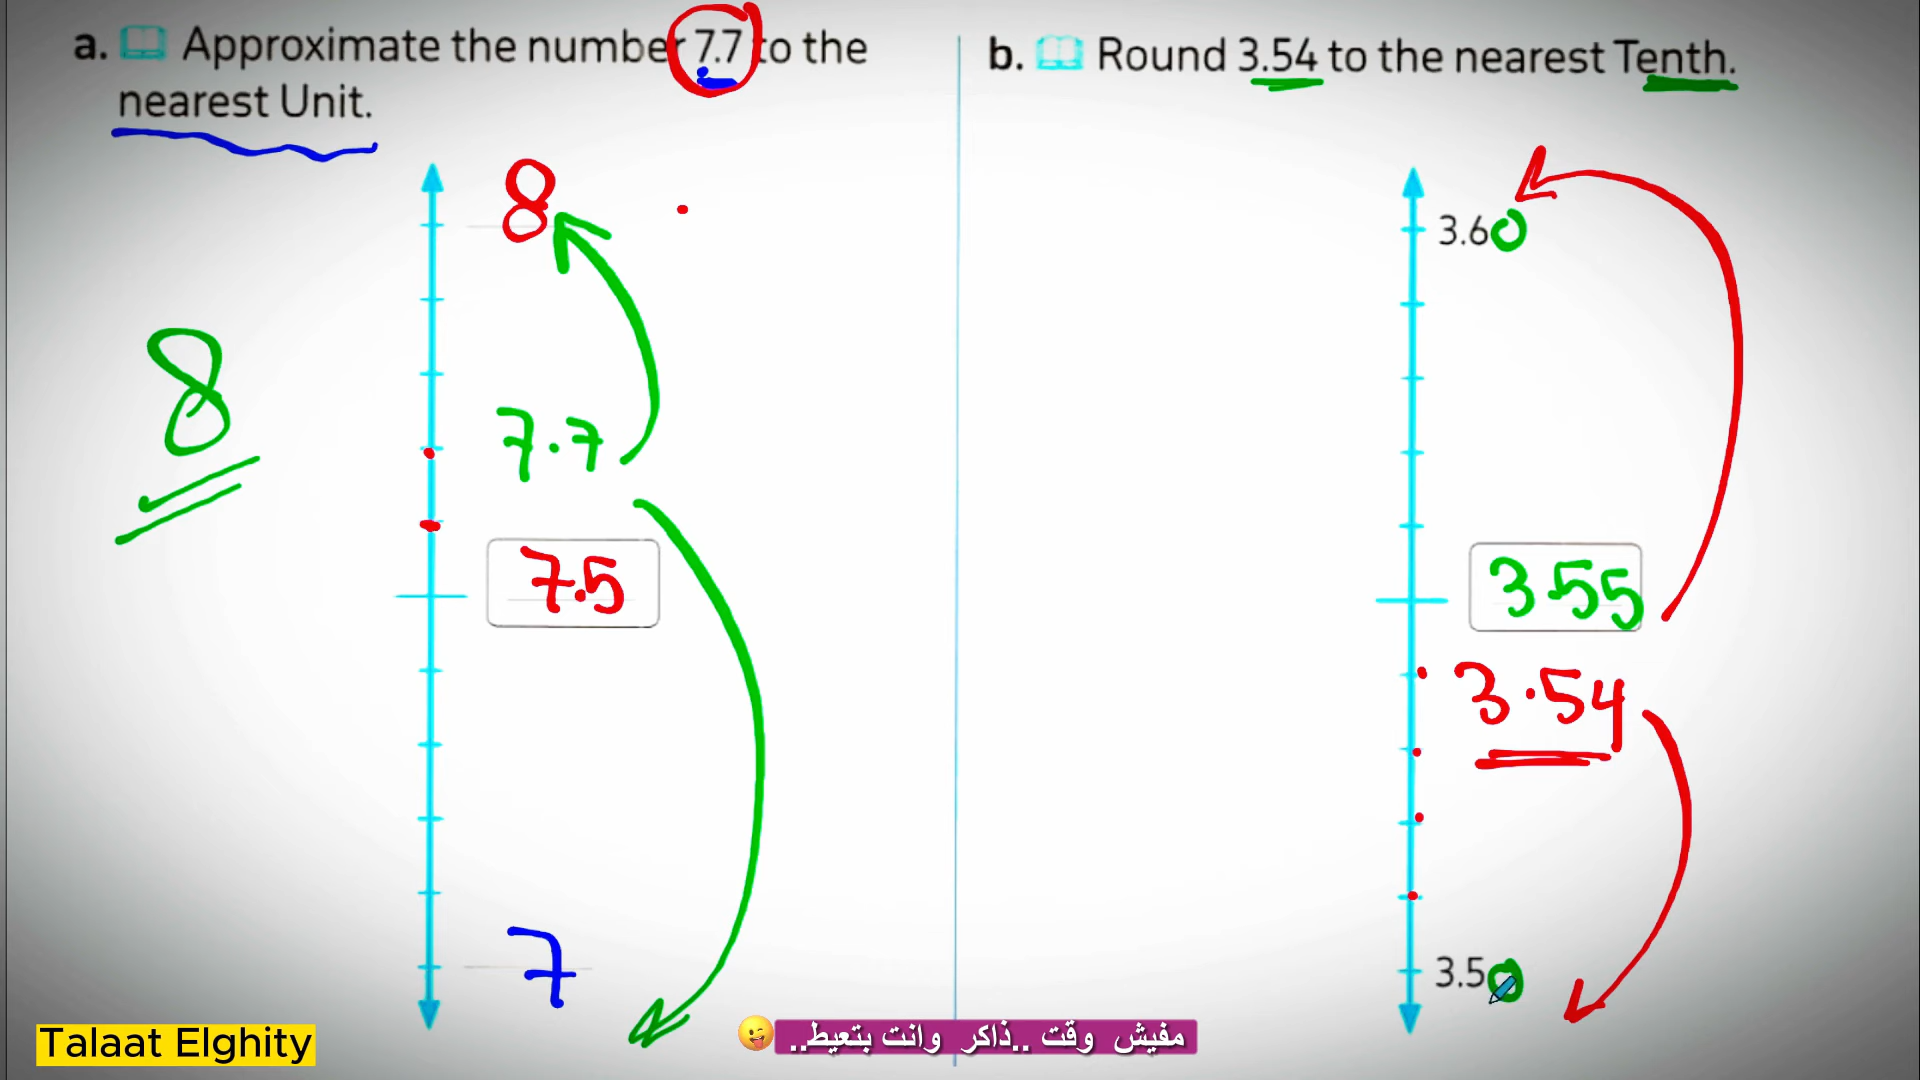 a. Approximate the number 7.7 to the
nearest Unit.
8
8
7.7
7.5
7
b. Round 3.54 to the nearest Tenth.
3.60
3.55
3.54
3.50
Talaat Elghity
مفيش وقت ..ذاكر وانت بتعيط..